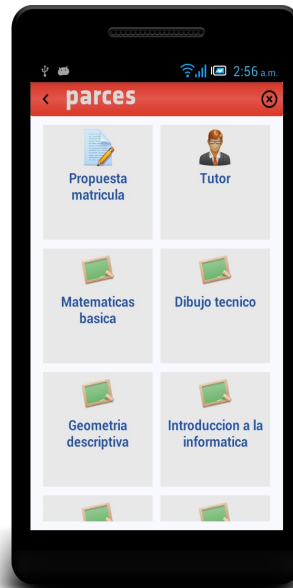 2:56 a.m.
parces
Propuesta
matricula
Tutor
Matematicas
basica
Dibujo tecnico
Geometria
descriptiva
Introduccion a la
informatica